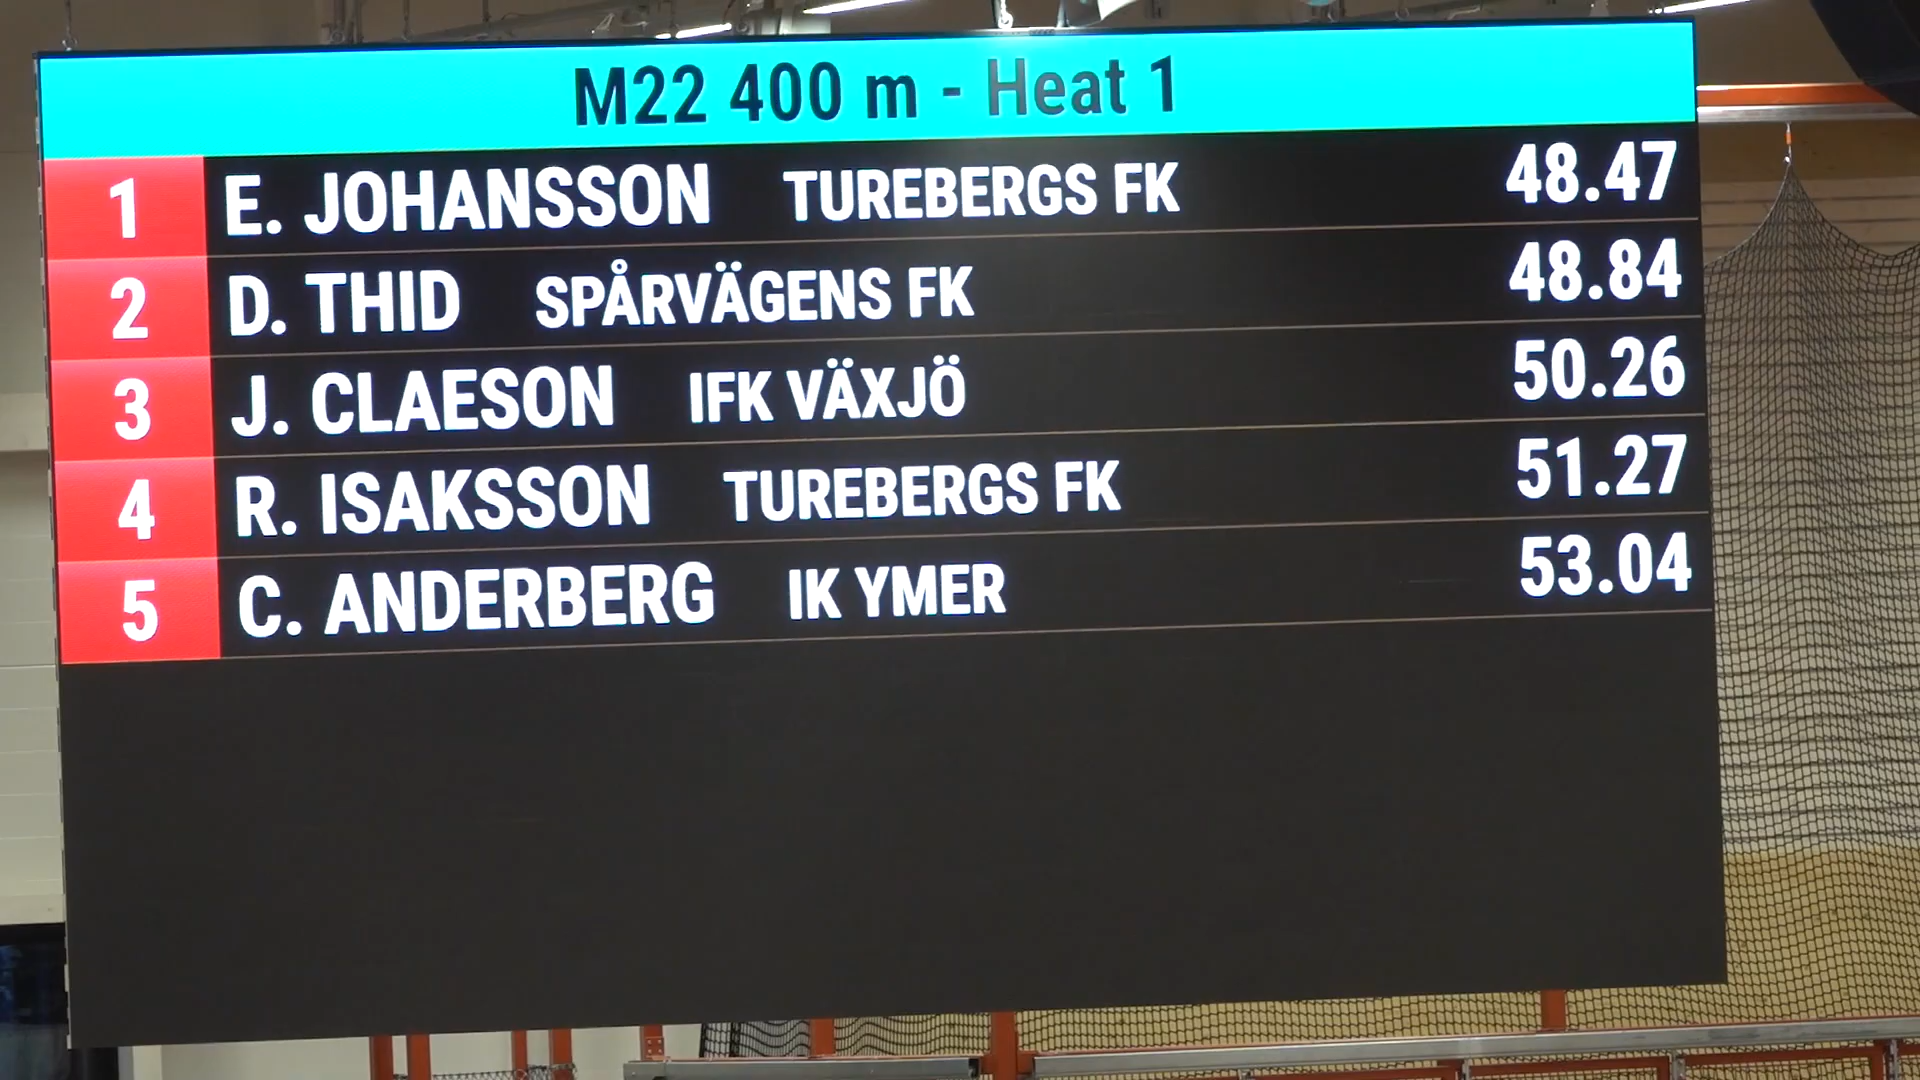 M22 400 m - Heat 1
1 E. JOHANSSON TUREBERGS FK 48.47
2 D. THID SPÅRVÄGENS FK 48.84
3 J. CLAESON IFK VÄXJÖ 50.26
4 R. ISAKSSON TUREBERGS FK 51.27
5 C. ANDERBERG IK YMER 53.04